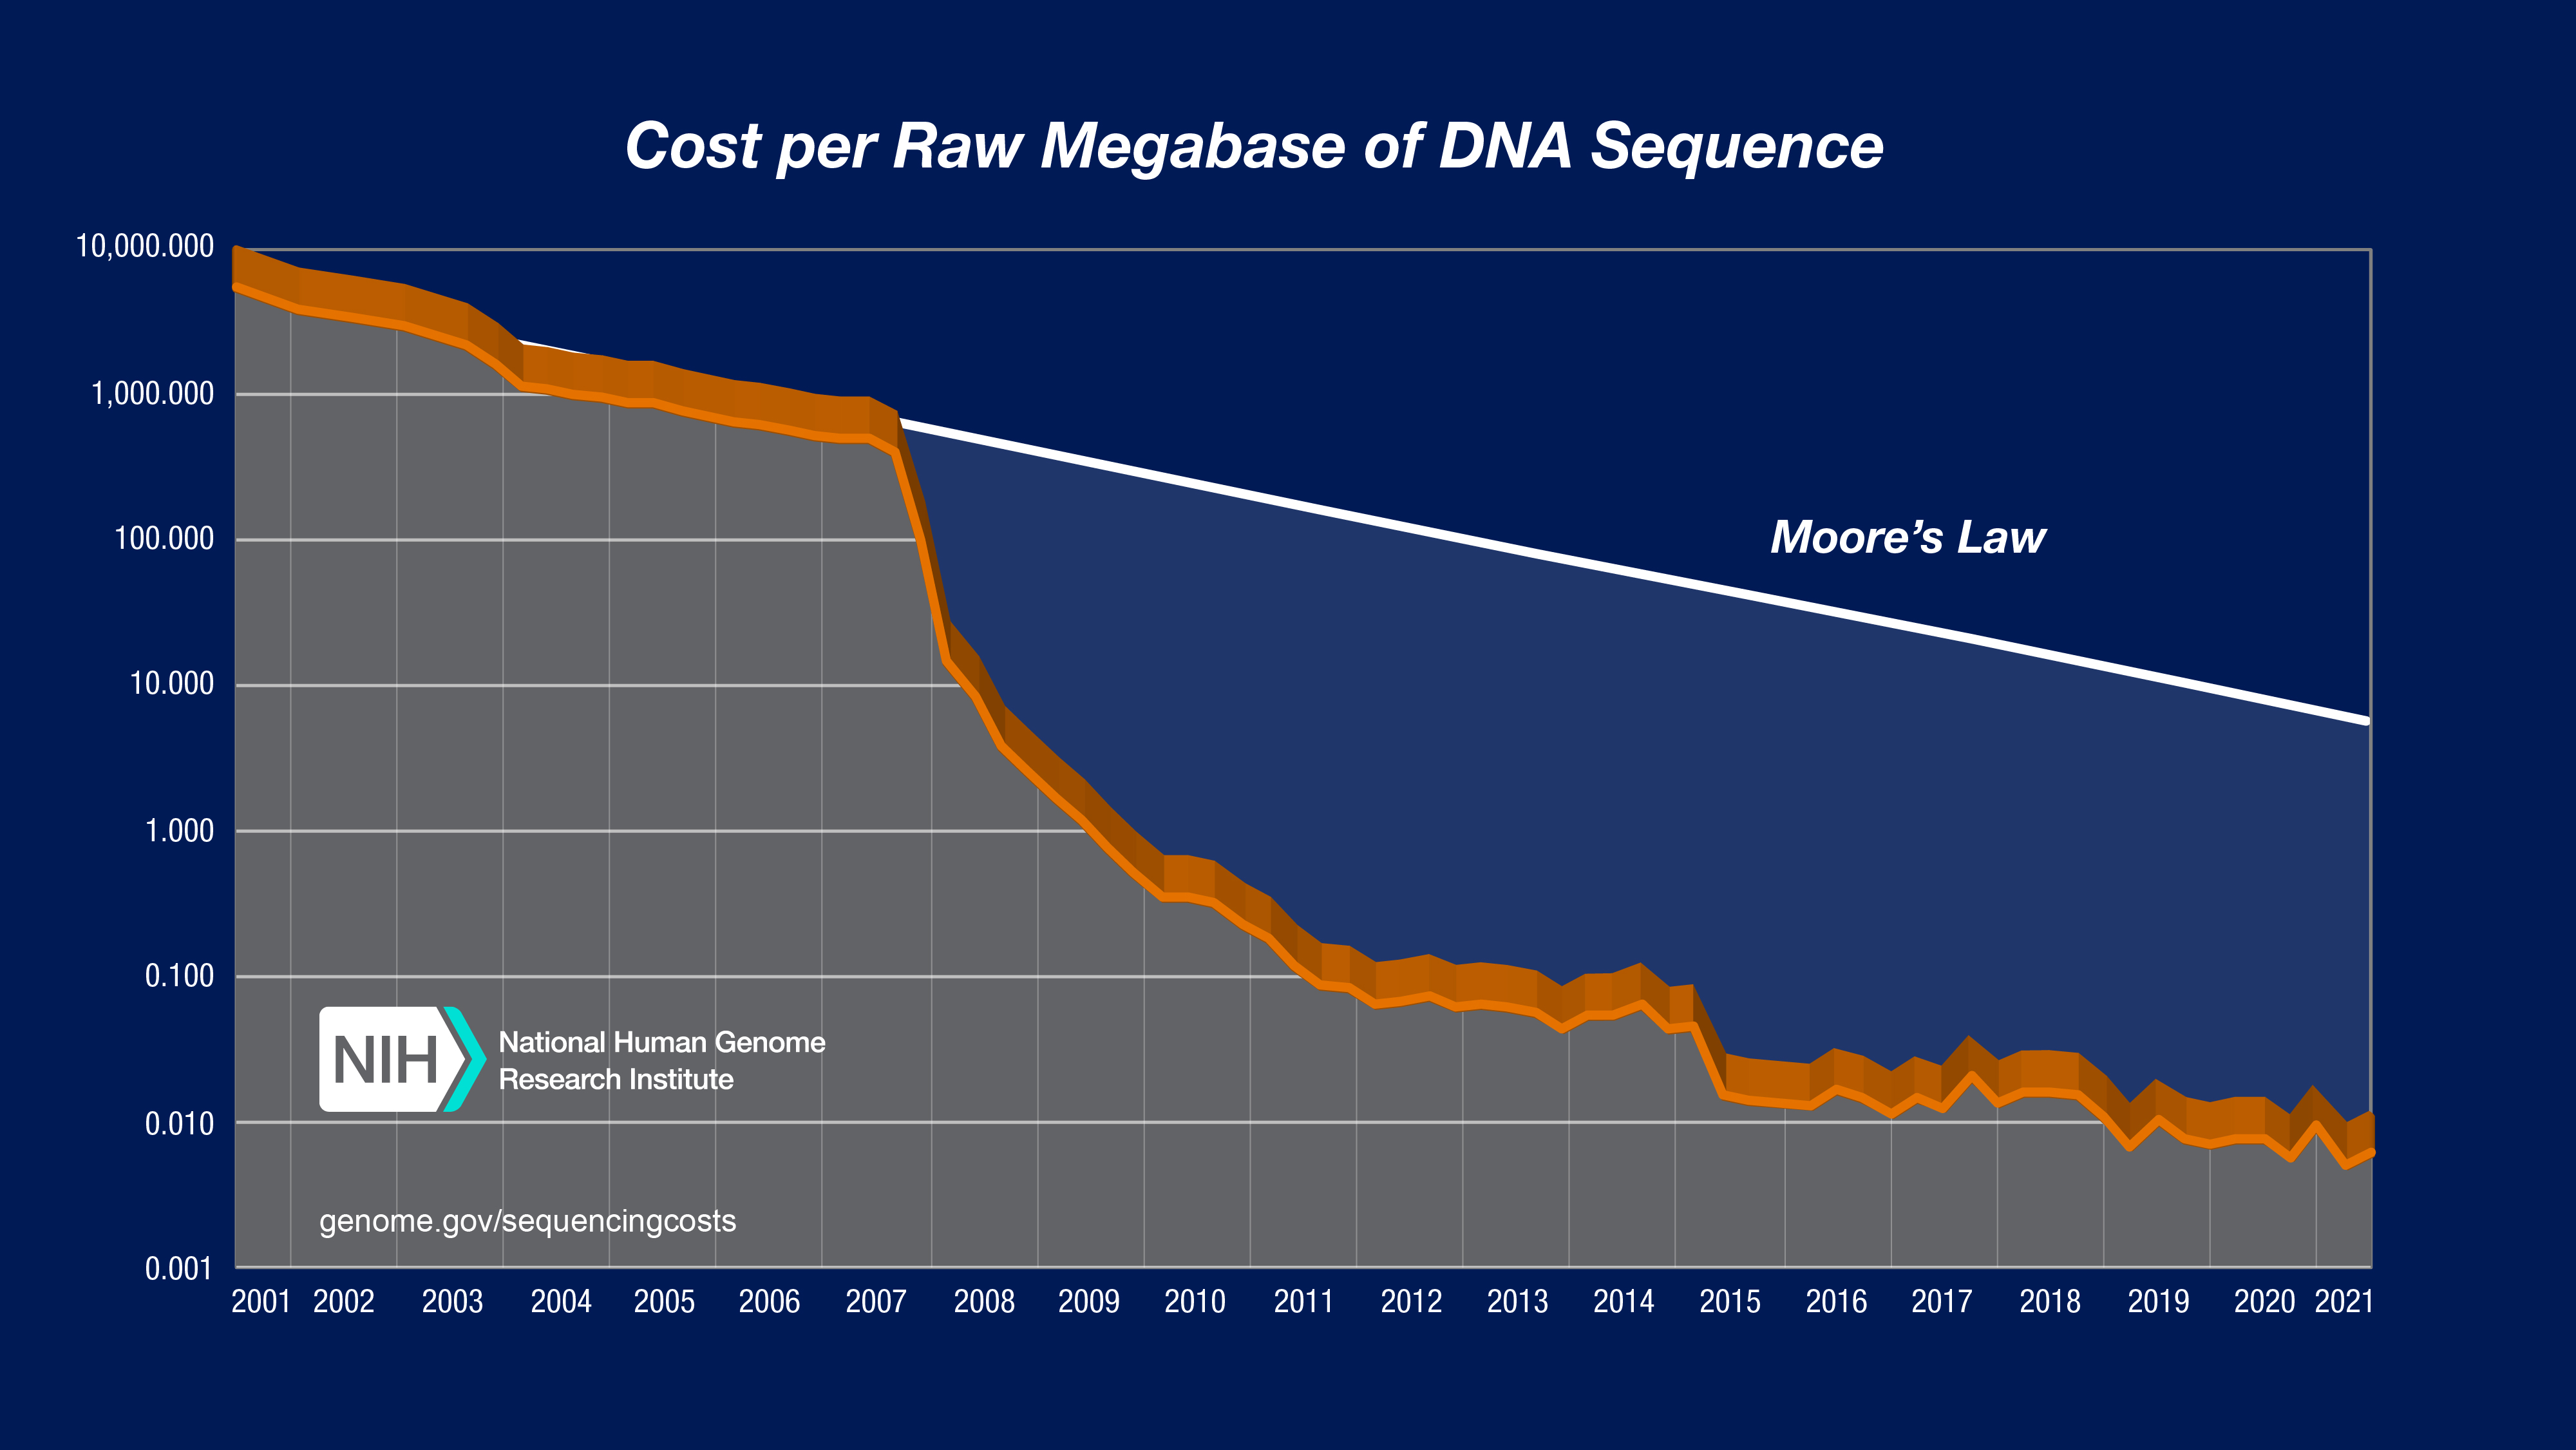 Cost per Raw Megabase of DNA Sequence
10,000.000
1,000.000
100.000
10.000
1.000
0.100
0.010
0.001
Moore's Law
NIH
National Human Genome
Research Institute
genome.gov/sequencingcosts
2001 2002 2003 2004 2005 2006 2007 2008 2009 2010 2011 2012 2013 2014 2015 2016 2017 2018 2019 2020 2021